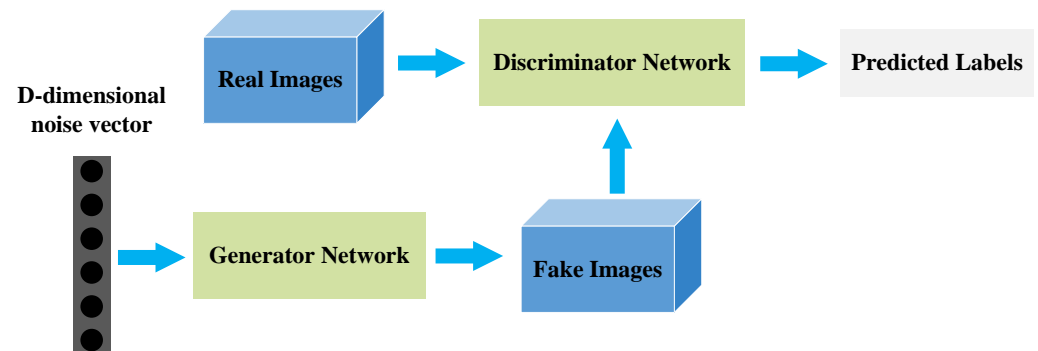 Real Images
Discriminator Network
Predicted Labels
D-dimensional
noise vector
Generator Network
Fake Images